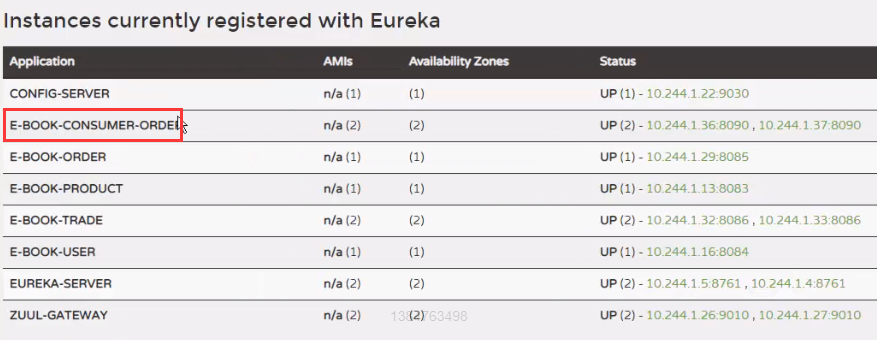 Instances currently registered with Eureka
Application AMIs Availability Zones Status
CONFIG-SERVER n/a (1) (1) UP (1) - 10.244.1.22:9030
E-BOOK-CONSUMER-ORDER n/a (2) (2) UP (2) - 10.244.1.36:8090 , 10.244.1.37:8090
E-BOOK-ORDER n/a (1) (1) UP (1) - 10.244.1.29:8085
E-BOOK-PRODUCT n/a (1) (1) UP (1) - 10.244.1.13:8083
E-BOOK-TRADE n/a (2) (2) UP (2) - 10.244.1.32:8086 , 10.244.1.33:8086
E-BOOK-USER n/a (1) (1) UP (1) - 10.244.1.16:8084
EUREKA-SERVER n/a (2) (2) UP (2) - 10.244.1.5:8761 , 10.244.1.4:8761
ZUUL-GATEWAY n/a (2) (2) UP (2) - 10.244.1.26:9010 , 10.244.1.27:9010